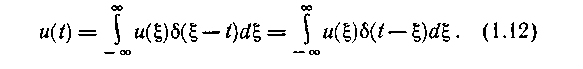 u(t) = ∫_{-∞}^{∞} u(ξ)δ(ξ − t)dξ = ∫_{-∞}^{∞} u(ξ)δ(t − ξ)dξ. (1.12)